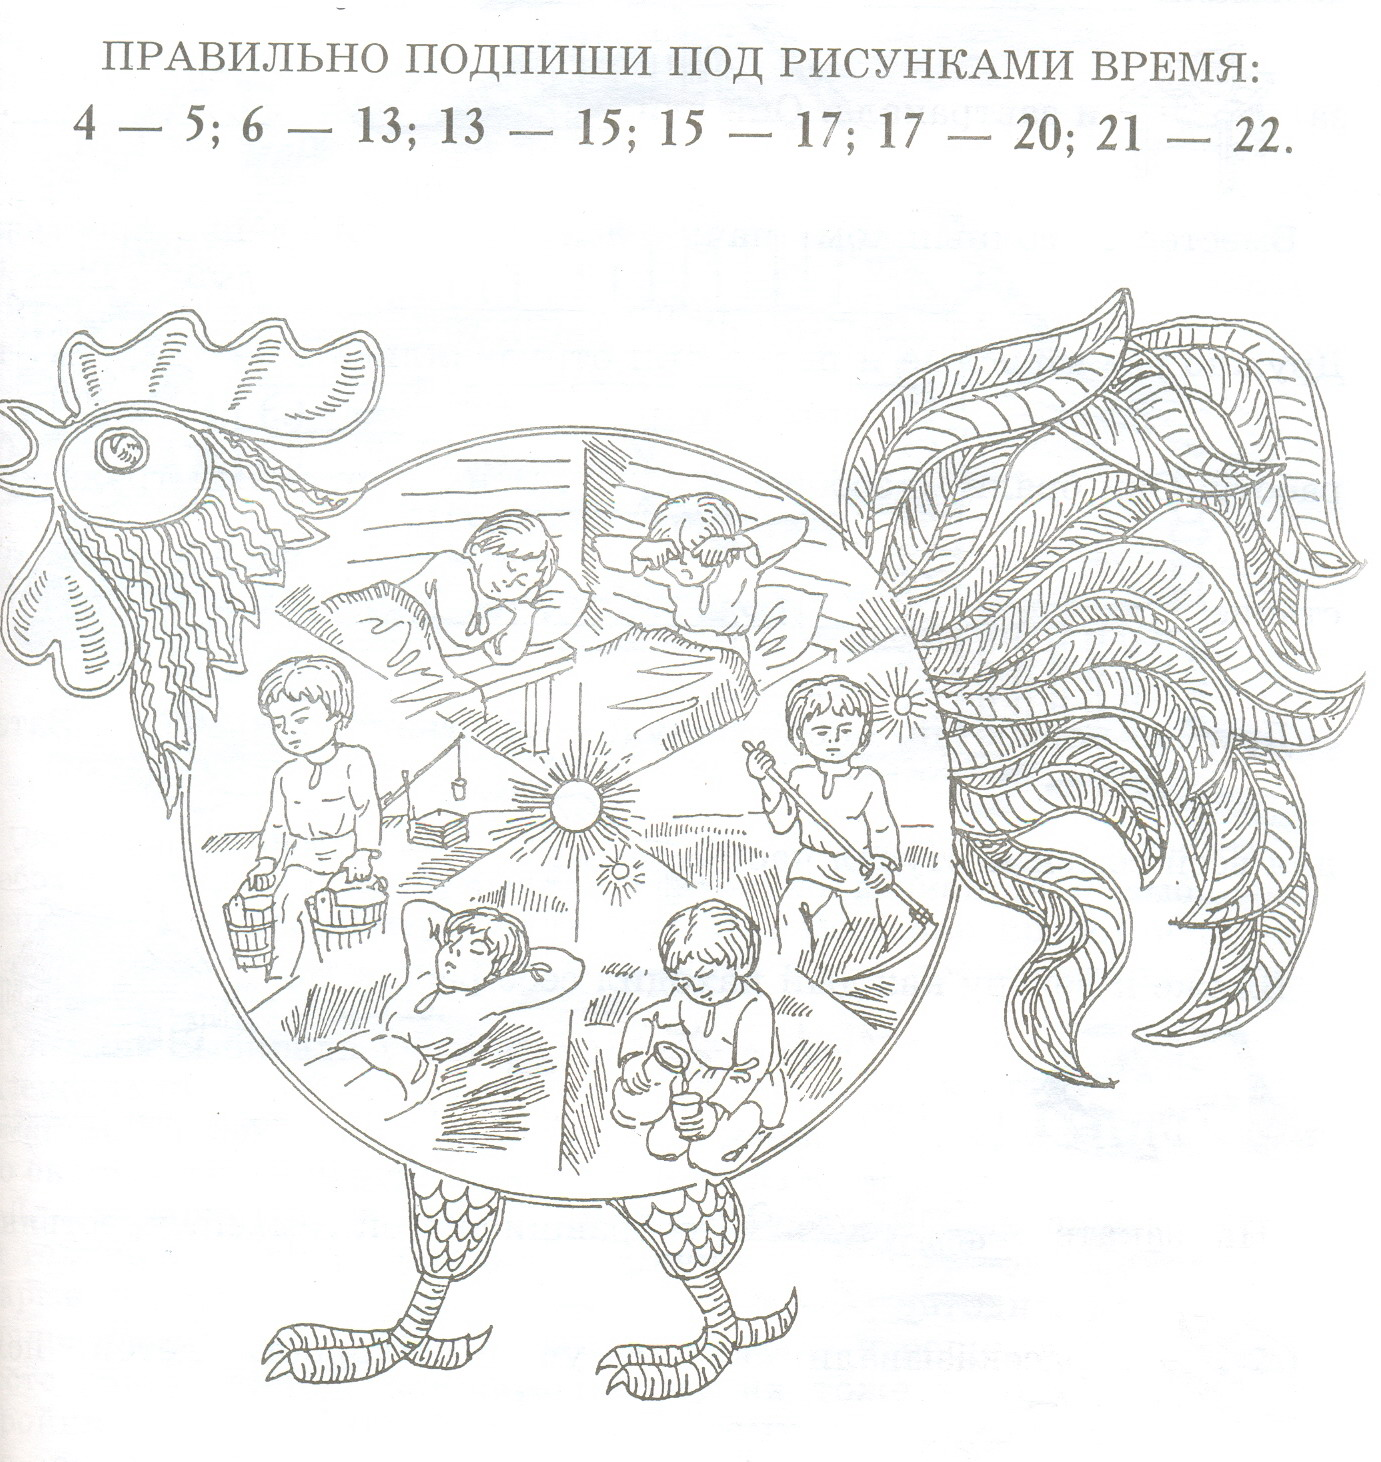 ПРАВИЛЬНО ПОДПИШИ ПОД РИСУНКАМИ ВРЕМЯ:
4 — 5; 6 — 13; 13 — 15; 15 — 17; 17 — 20; 21 — 22.